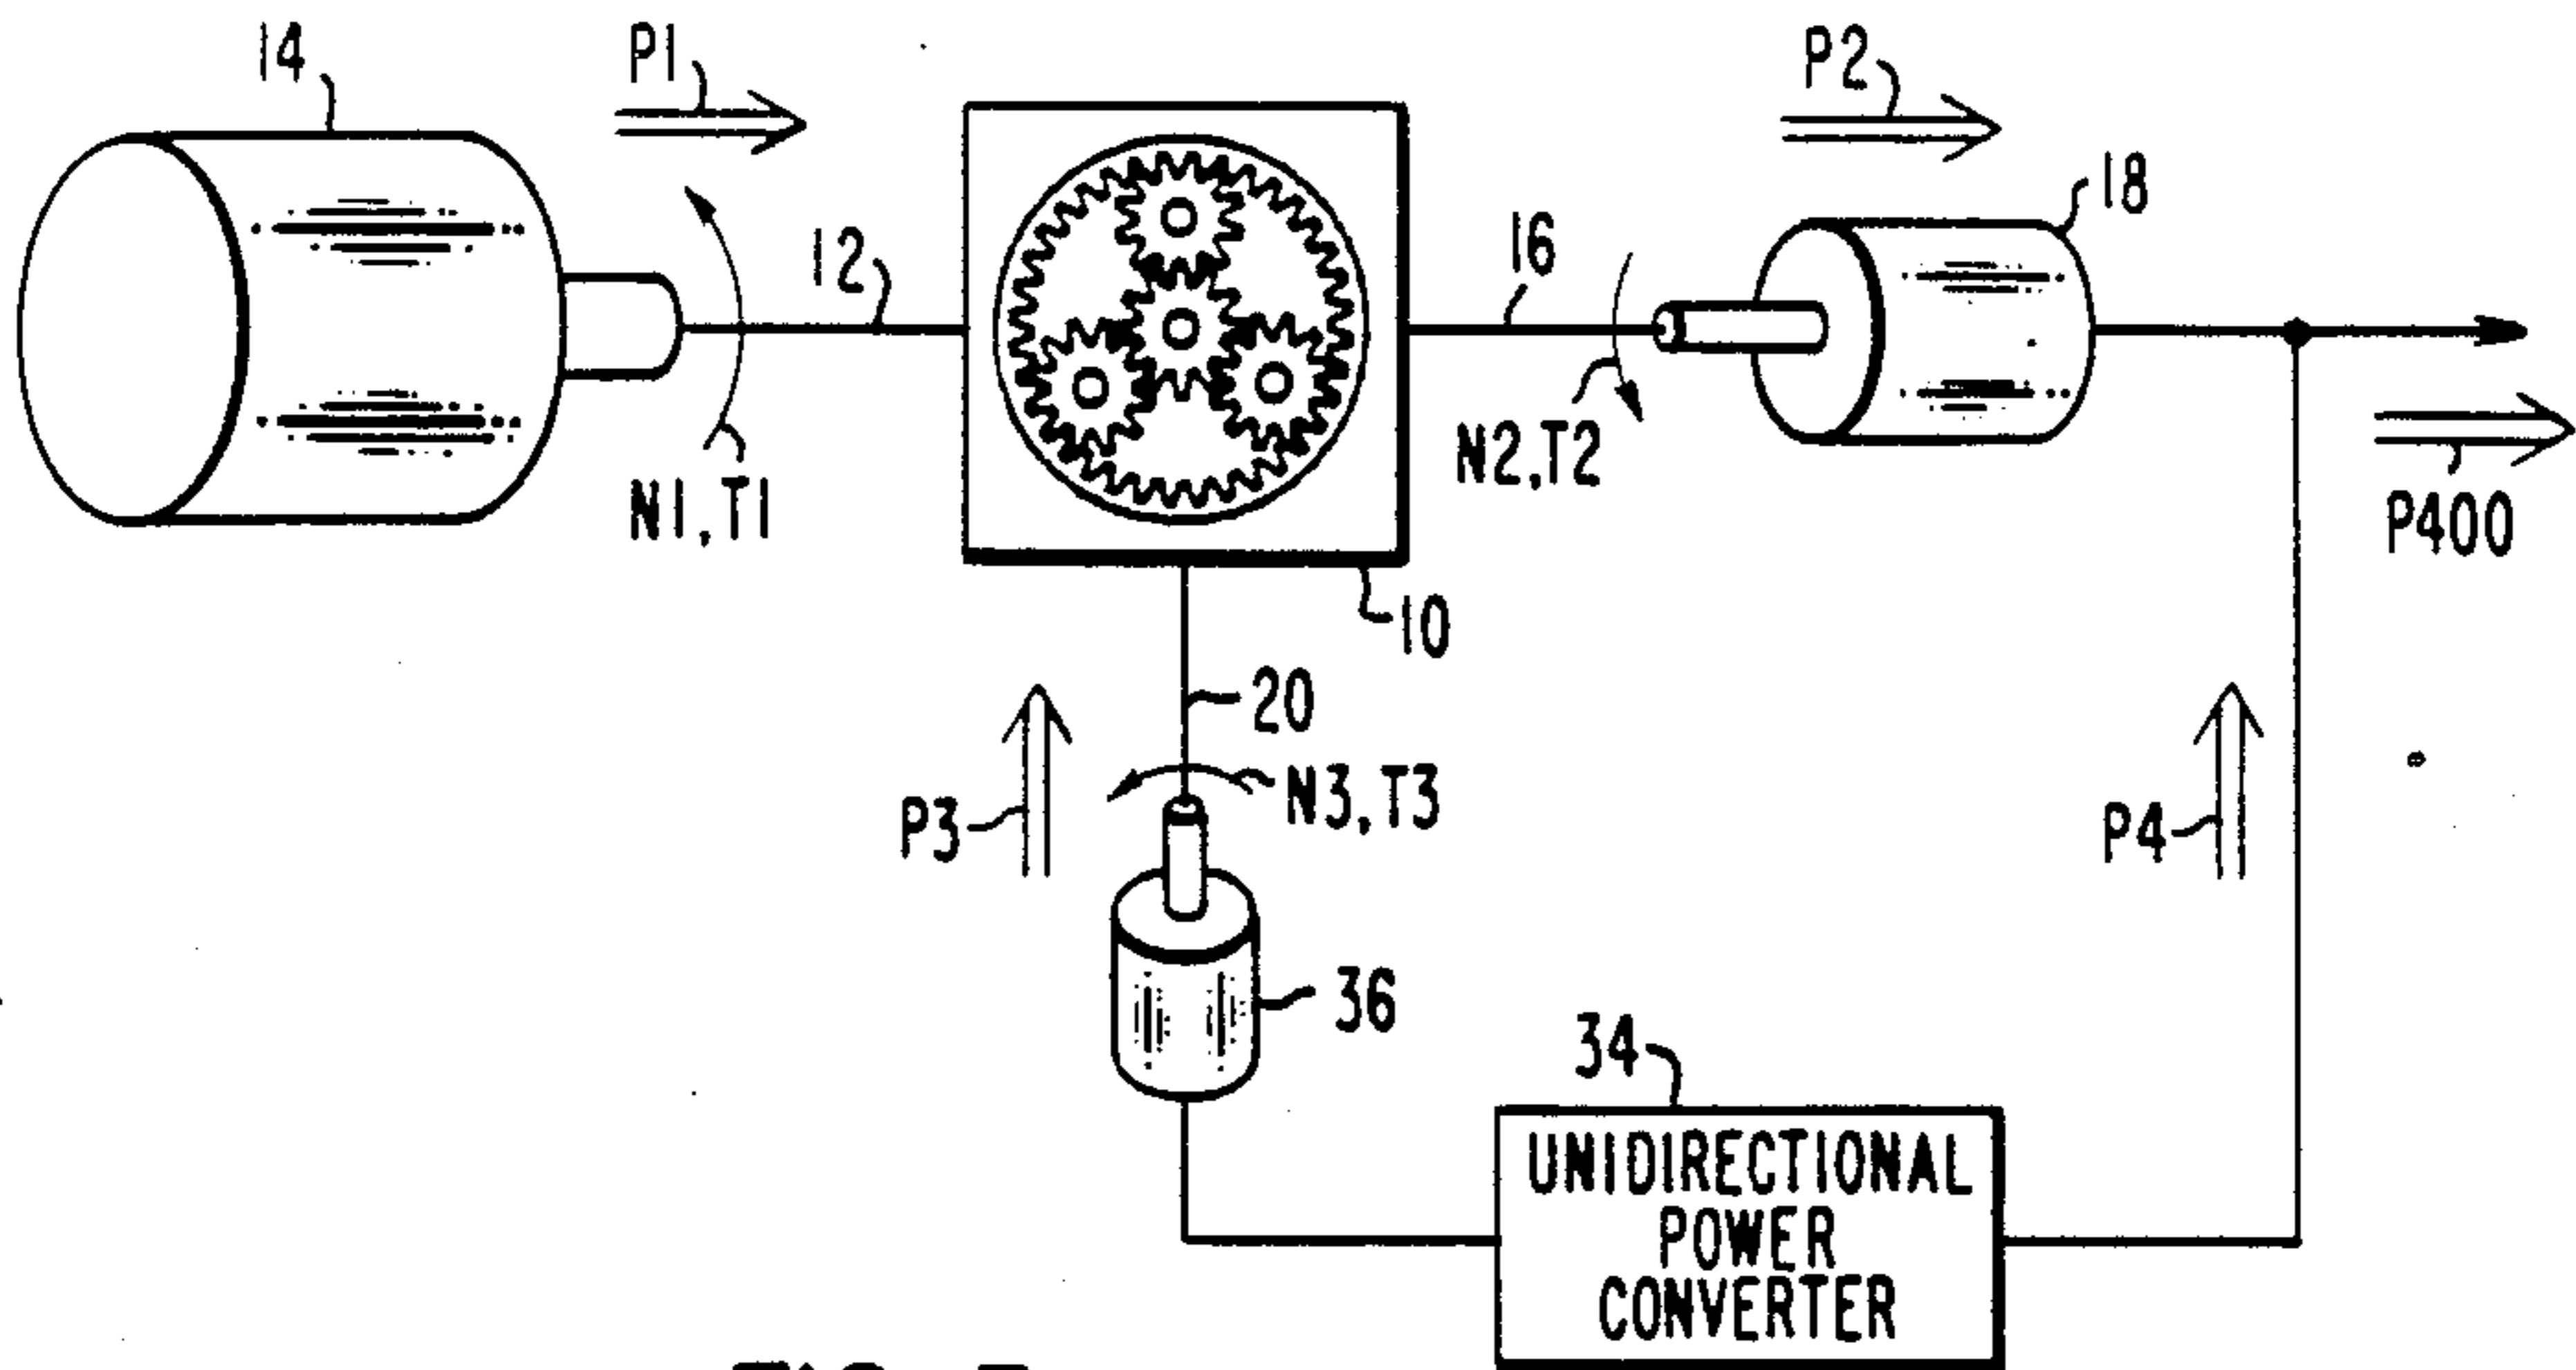 14
P1
P2
18
12
16
N1,T1
N2,T2
P400
10
20
P3
N3,T3
P4
36
34
UNIDIRECTIONAL
POWER
CONVERTER